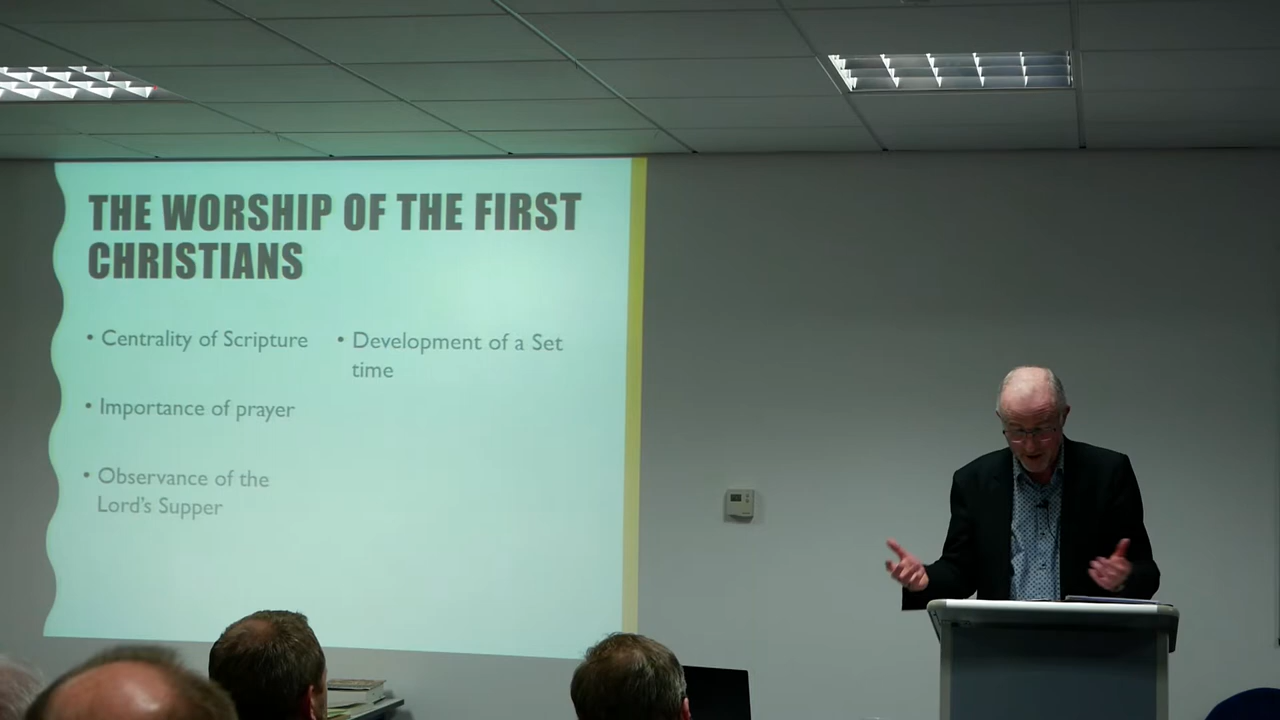 THE WORSHIP OF THE FIRST
CHRISTIANS
• Centrality of Scripture
• Importance of prayer
• Observance of the
Lord's Supper
• Development of a Set
time